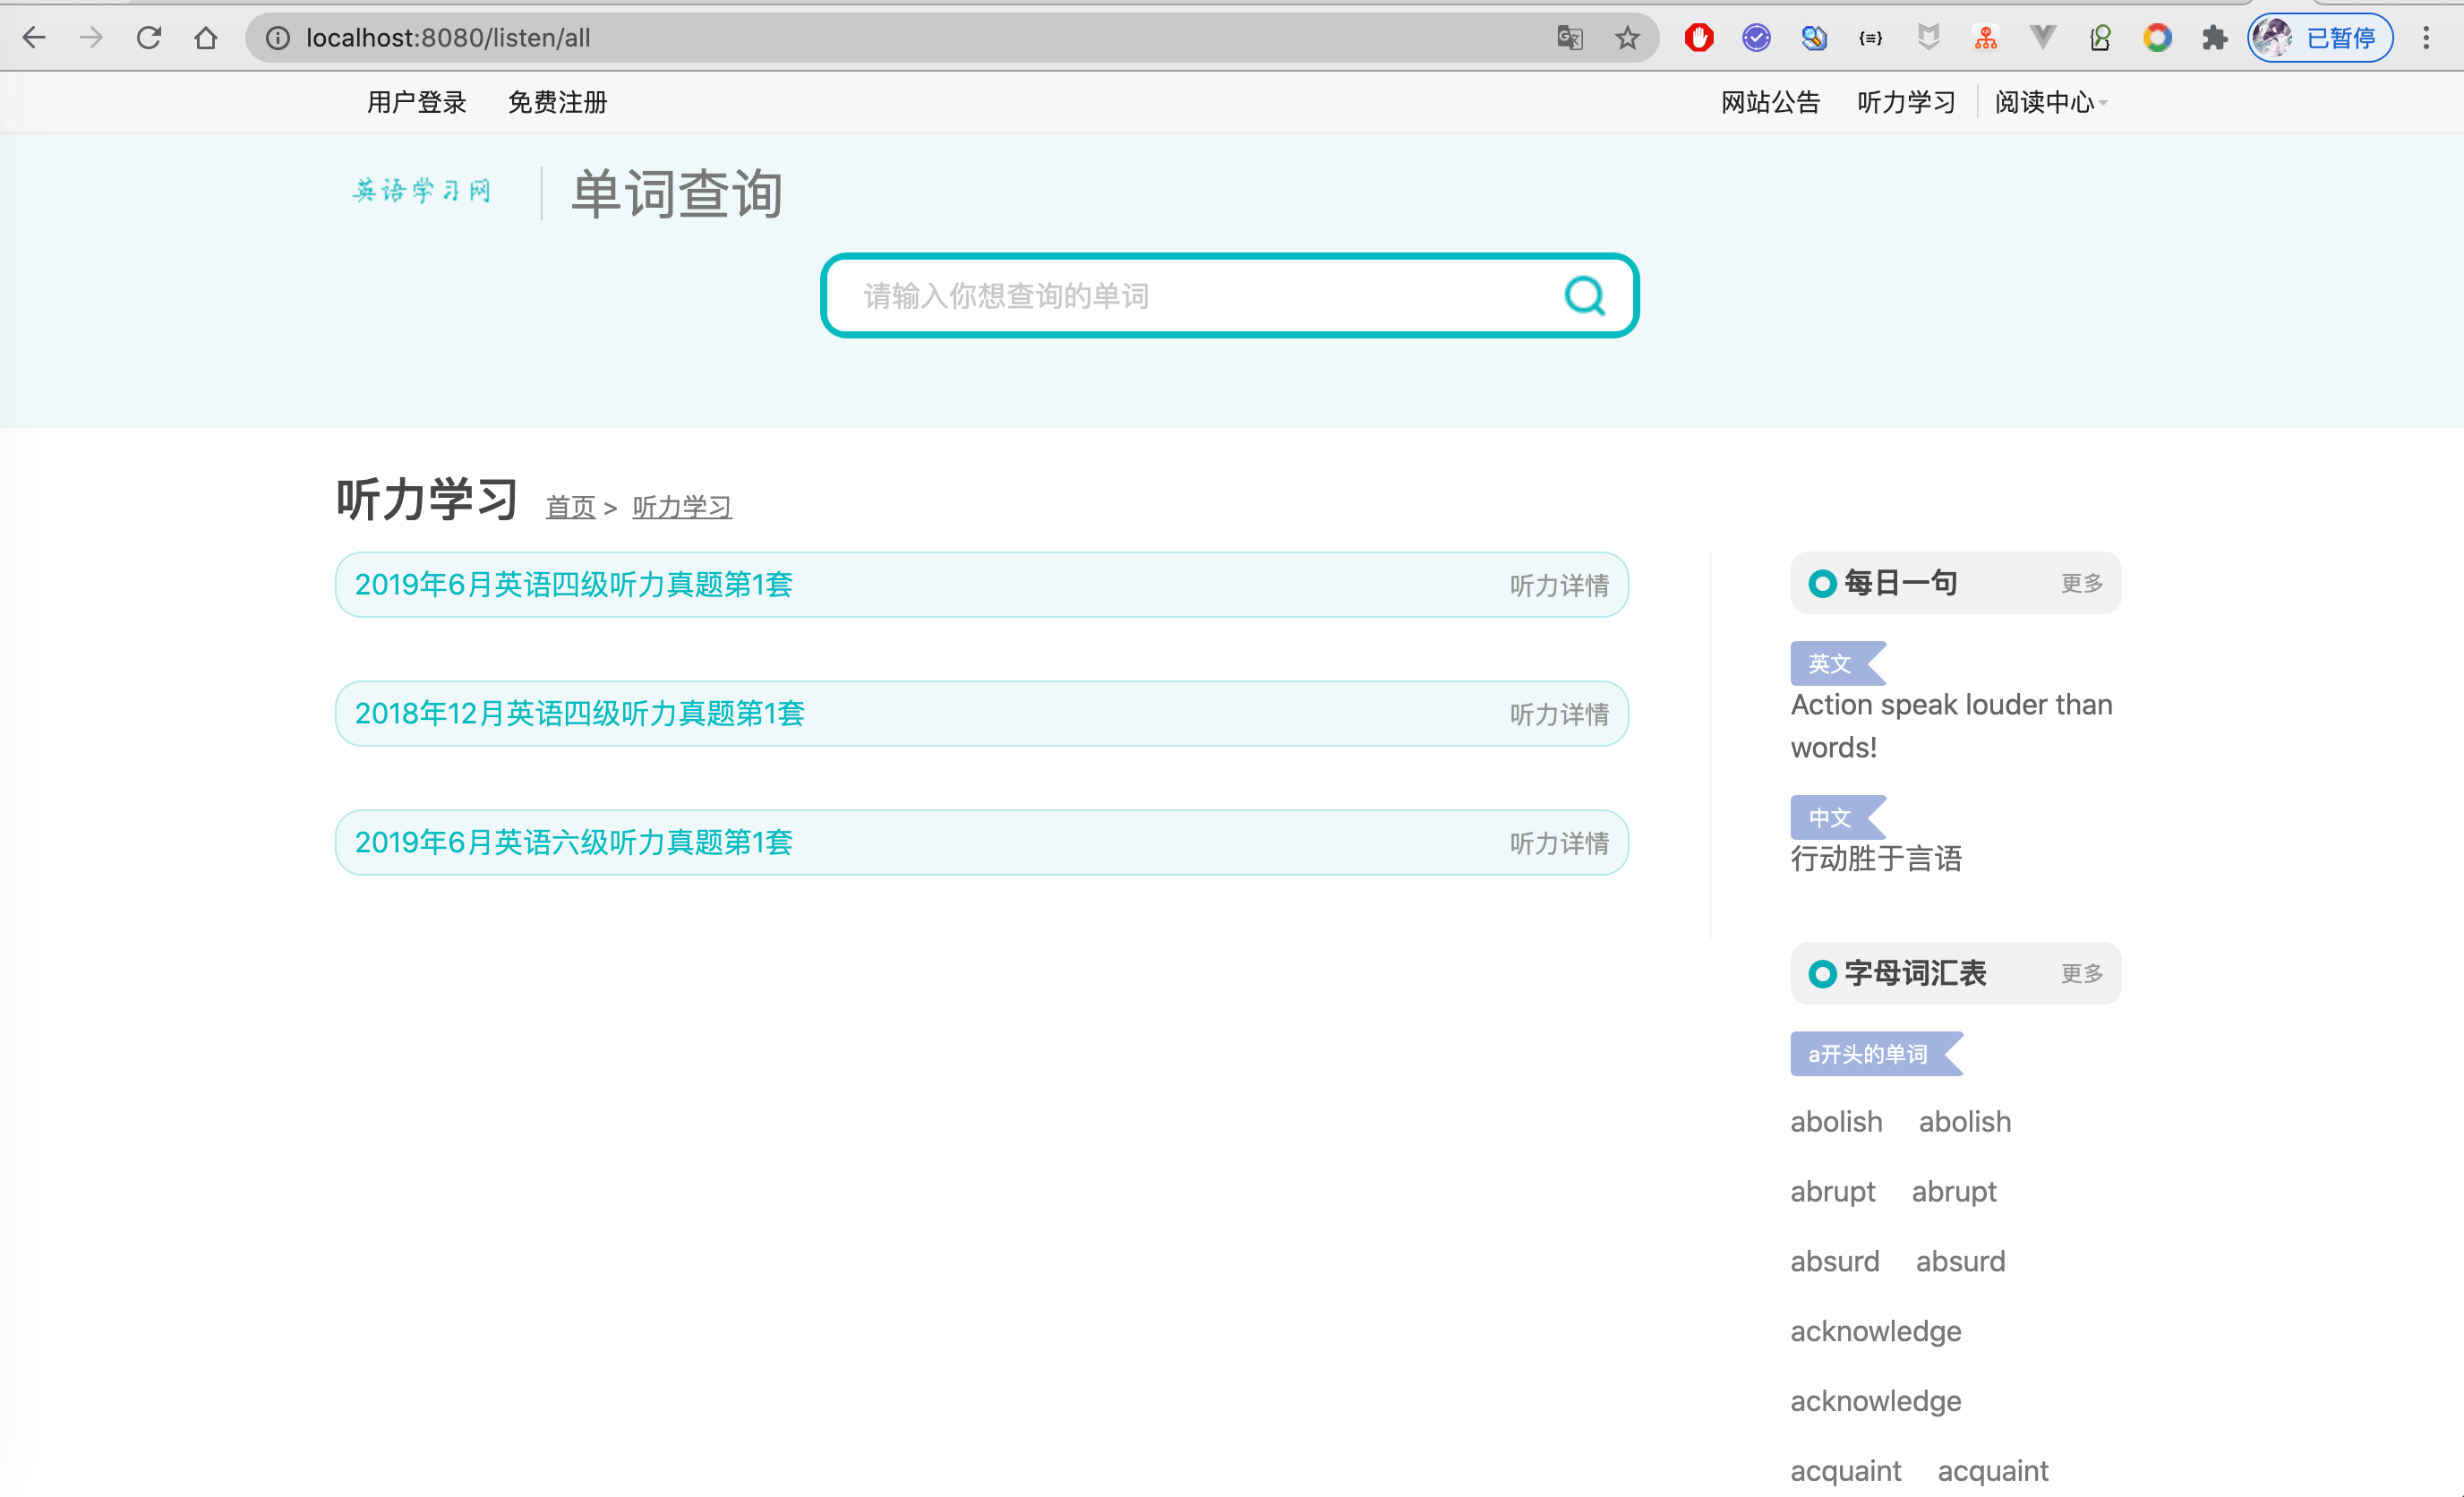 localhost:8080/listen/all
已暂停
用户登录 免费注册 网站公告 听力学习 阅读中心
英语学习网 单词查询
请输入你想查询的单词
听力学习 首页 > 听力学习
2019年6月英语四级听力真题第1套 听力详情
2018年12月英语四级听力真题第1套 听力详情
2019年6月英语六级听力真题第1套 听力详情
每日一句 更多
英文
Action speak louder than
words!
中文
行动胜于言语
字母词汇表 更多
a开头的单词
abolish abolish
abrupt abrupt
absurd absurd
acknowledge
acknowledge
acquaint acquaint